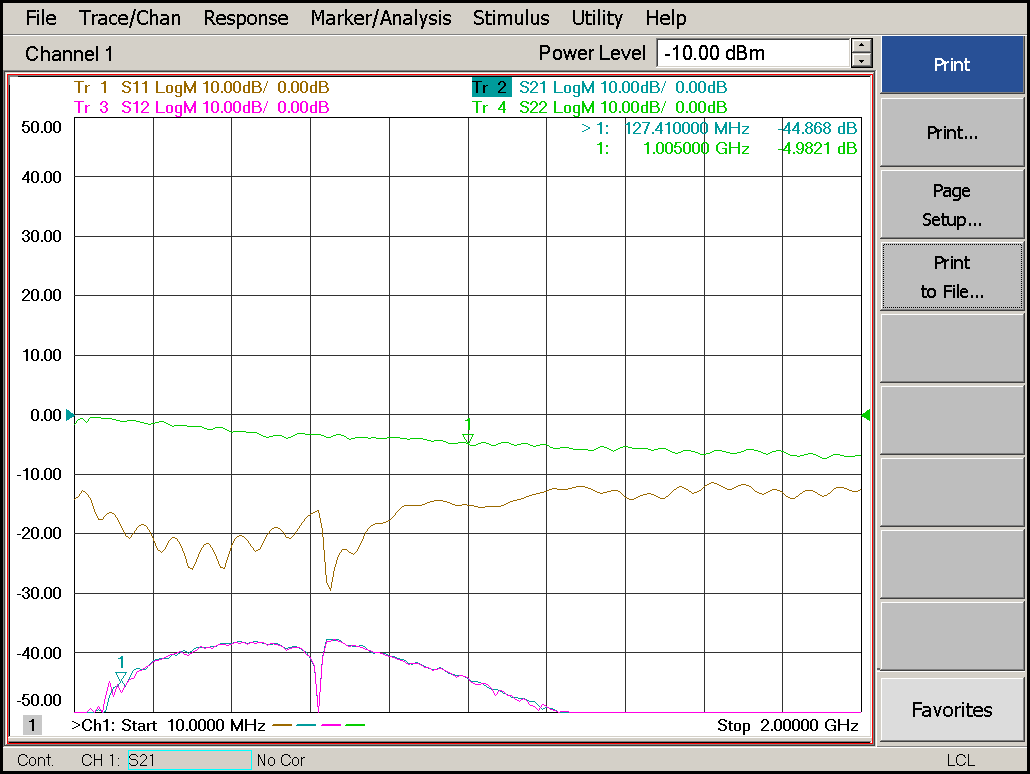 File Trace/Chan Response Marker/Analysis Stimulus Utility Help
Channel 1 Power Level -10.00 dBm
Print
Print...
Page
Setup...
Print
to File...
Favorites
Tr 1 S11 LogM 10.00dB/ 0.00dB Tr 2 S21 LogM 10.00dB/ 0.00dB
Tr 3 S12 LogM 10.00dB/ 0.00dB Tr 4 S22 LogM 10.00dB/ 0.00dB
> 1: 127.410000 MHz -44.868 dB
1: 1.005000 GHz -4.9821 dB
50.00
40.00
30.00
20.00
10.00
0.00
1
-10.00
-20.00
-30.00
-40.00
1
-50.00
1 >Ch1: Start 10.0000 MHz Stop 2.00000 GHz
Cont. CH 1: S21 No Cor LCL